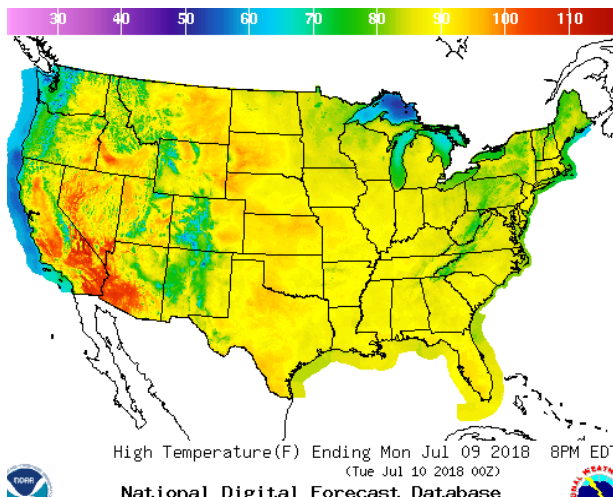 30 40 50 60 70 80 90 100 110
High Temperature(F) Ending Mon Jul 09 2018 8PM EDT
(Tue Jul 10 2018 00Z)
National Digital Forecast Database
NOAA